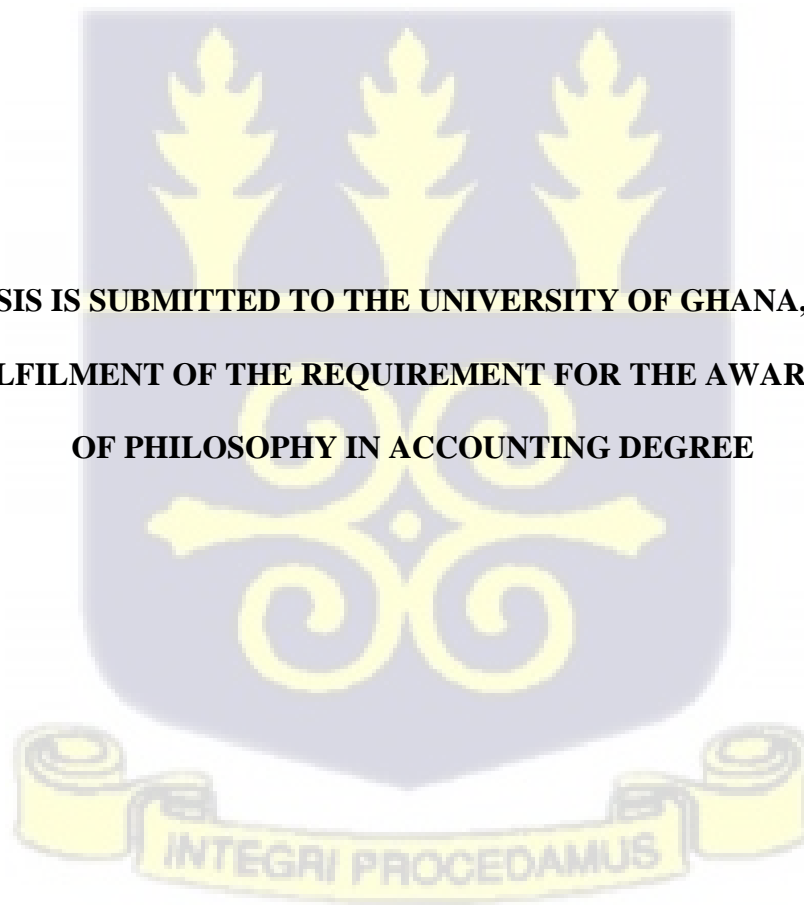 SIS IS SUBMITTED TO THE UNIVERSITY OF GHANA,
LFILMENT OF THE REQUIREMENT FOR THE AWAR
OF PHILOSOPHY IN ACCOUNTING DEGREE
INTEGRI PROCEDAMUS